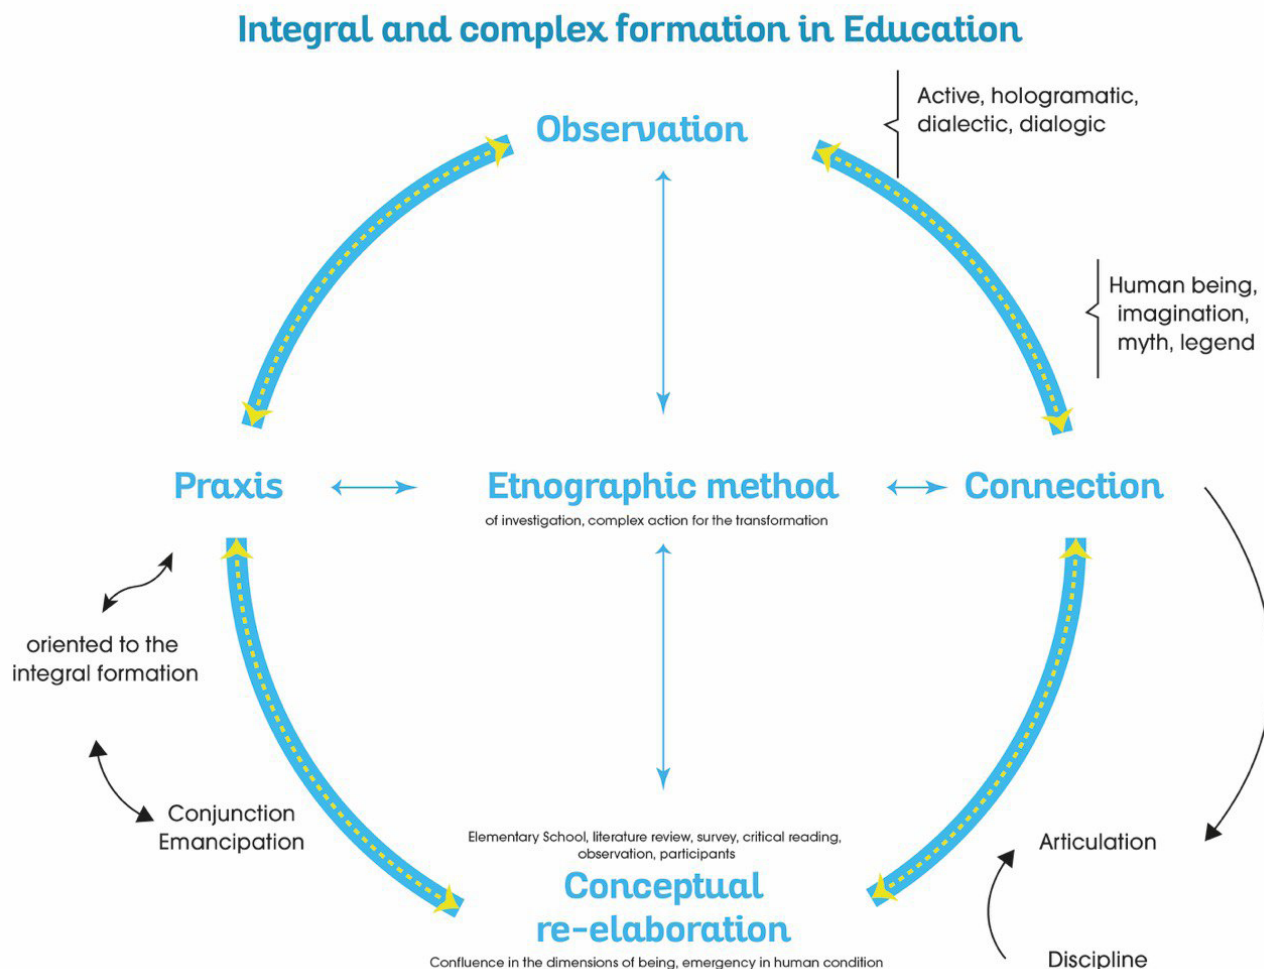 Integral and complex formation in Education
Active, hologramatic,
dialectic, dialogic
Observation
Human being,
imagination,
myth, legend
Praxis
Etnographic method
of investigation, complex action for the transformation
Connection
oriented to the
integral formation
Conjunction
Emancipation
Elementary School, literature review, survey, critical reading,
observation, participants
Conceptual
re-elaboration
Confluence in the dimensions of being, emergency in human condition
Articulation
Discipline